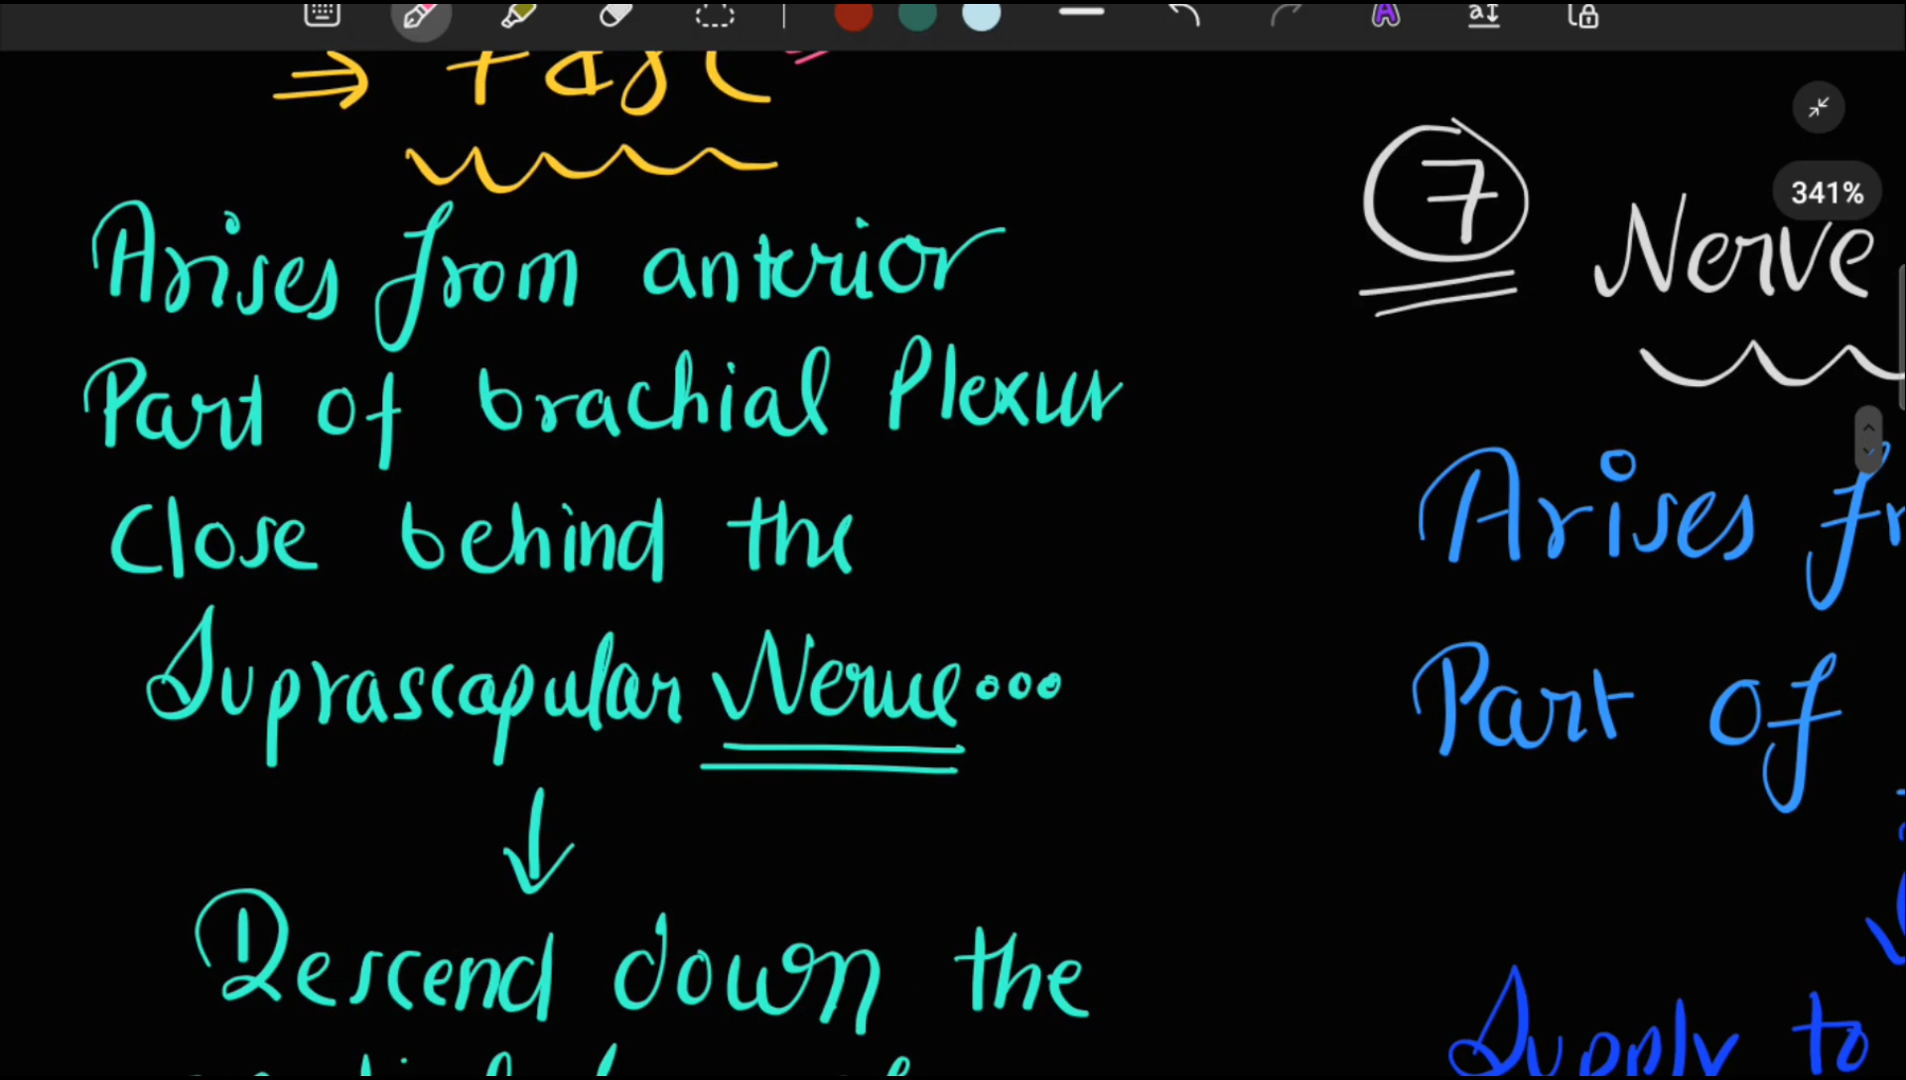 ⇒
341%
Arises from anterior
Part of brachial Plexus
Close behind the
Suprascapular Nerve...
↓
Descend down the
7 Nerve
Arises
Part of
Supply to